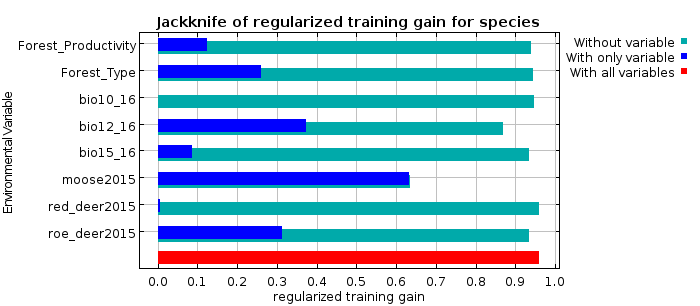 Jackknife of regularized training gain for species
Environmental Variable
Forest_Productivity
Forest_Type
bio10_16
bio12_16
bio15_16
moose2015
red_deer2015
roe_deer2015
Without variable
With only variable
With all variables
0.0 0.1 0.2 0.3 0.4 0.5 0.6 0.7 0.8 0.9 1.0
regularized training gain